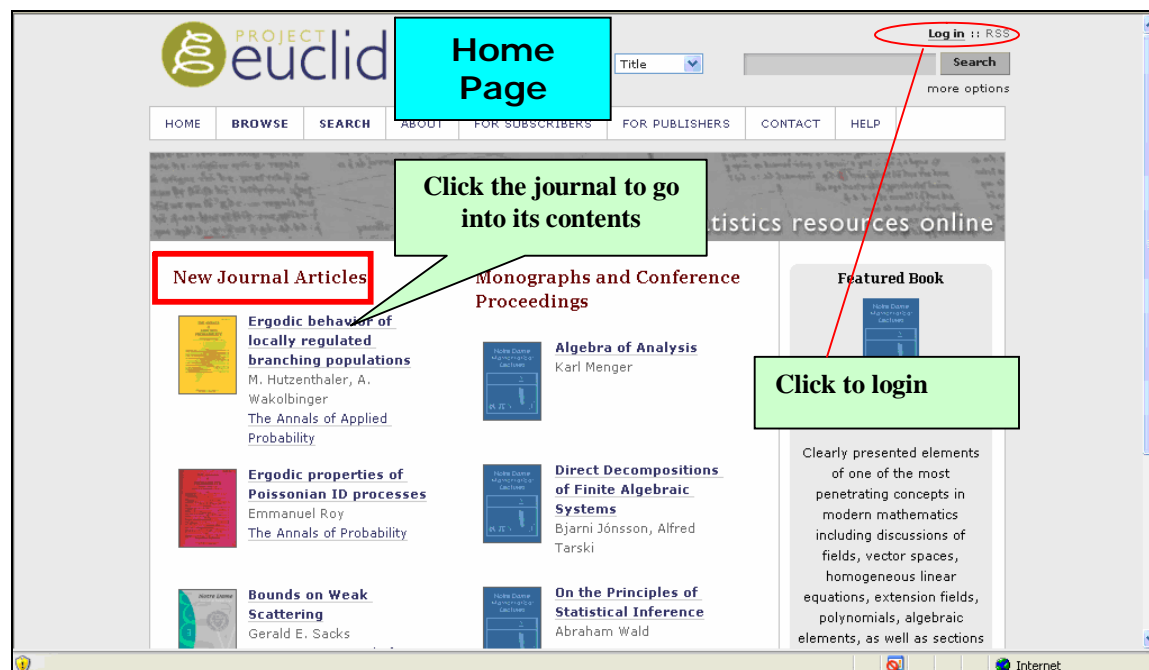 Log in :: RSS
PROJECT
euclid
Home
Page
Title
Search
more options
HOME BROWSE SEARCH ABOUT FOR SUBSCRIBERS FOR PUBLISHERS CONTACT HELP
Click the journal to go
into its contents
resources online
New Journal Articles
Monographs and Conference
Proceedings
Featured Book
Ergodic behavior of
locally regulated
branching populations
M. Hutzenthaler, A.
Wakolbinger
The Annals of Applied
Probability
Algebra of Analysis
Karl Menger
Click to login
Ergodic properties of
Poissonian ID processes
Emmanuel Roy
The Annals of Probability
Direct Decompositions
of Finite Algebraic
Systems
Bjarni Jónsson, Alfred
Tarski
Clearly presented elements
of one of the most
penetrating concepts in
modern mathematics
including discussions of
fields, vector spaces,
homogeneous linear
equations, extension fields,
polynomials, algebraic
elements, as well as sections
Bounds on Weak
Scattering
Gerald E. Sacks
On the Principles of
Statistical Inference
Abraham Wald
Internet